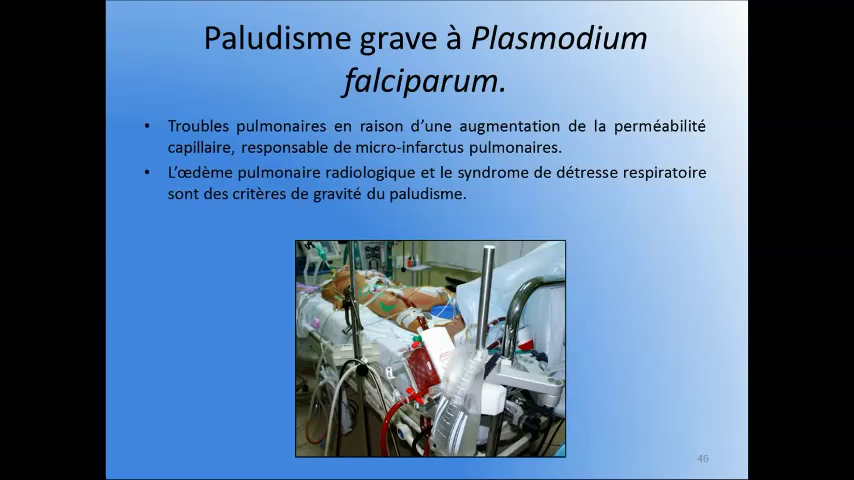 Paludisme grave à Plasmodium
falciparum.
• Troubles pulmonaires en raison d'une augmentation de la perméabilité
capillaire, responsable de micro-infarctus pulmonaires.
• L'œdème pulmonaire radiologique et le syndrome de détresse respiratoire
sont des critères de gravité du paludisme.
46